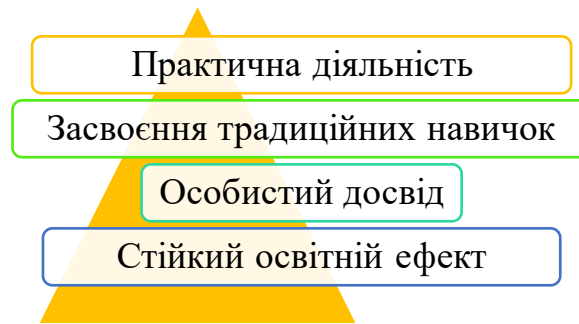 Практична діяльність
Засвоєння традиційних навичок
Особистий досвід
Стійкий освітній ефект